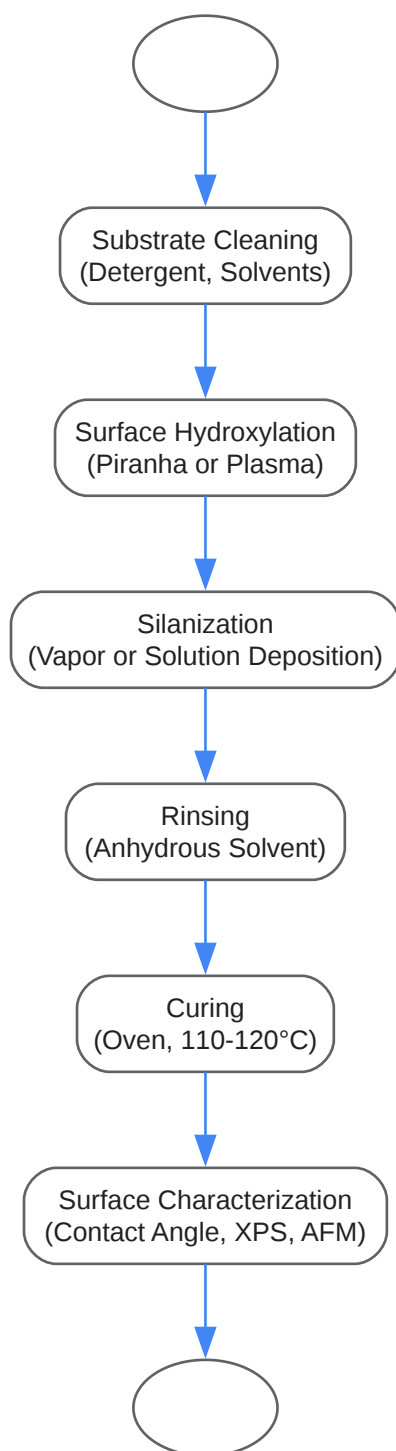 Substrate Cleaning
(Detergent, Solvents)
Surface Hydroxylation
(Piranha or Plasma)
Silanization
(Vapor or Solution Deposition)
Rinsing
(Anhydrous Solvent)
Curing
(Oven, 110-120°C)
Surface Characterization
(Contact Angle, XPS, AFM)